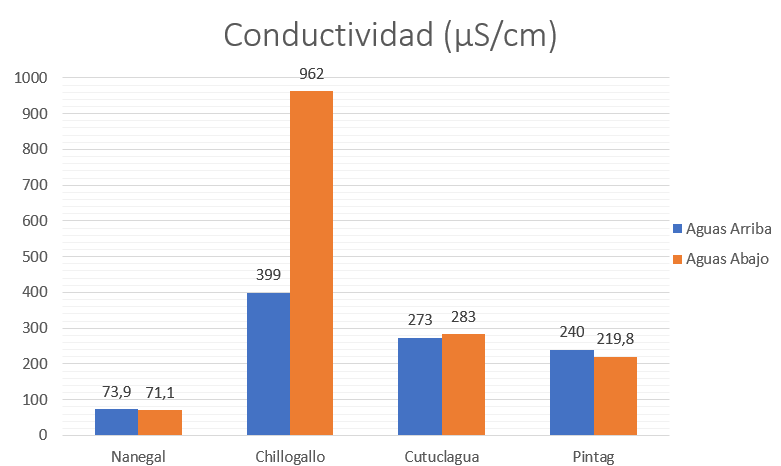 Conductividad (µS/cm)
1000
900
800
700
600
500
400
300
200
100
0
73,9
71,1
399
962
273
283
240
219,8
Nanegal
Chillogallo
Cutuclagua
Pintag
Aguas Arriba
Aguas Abajo